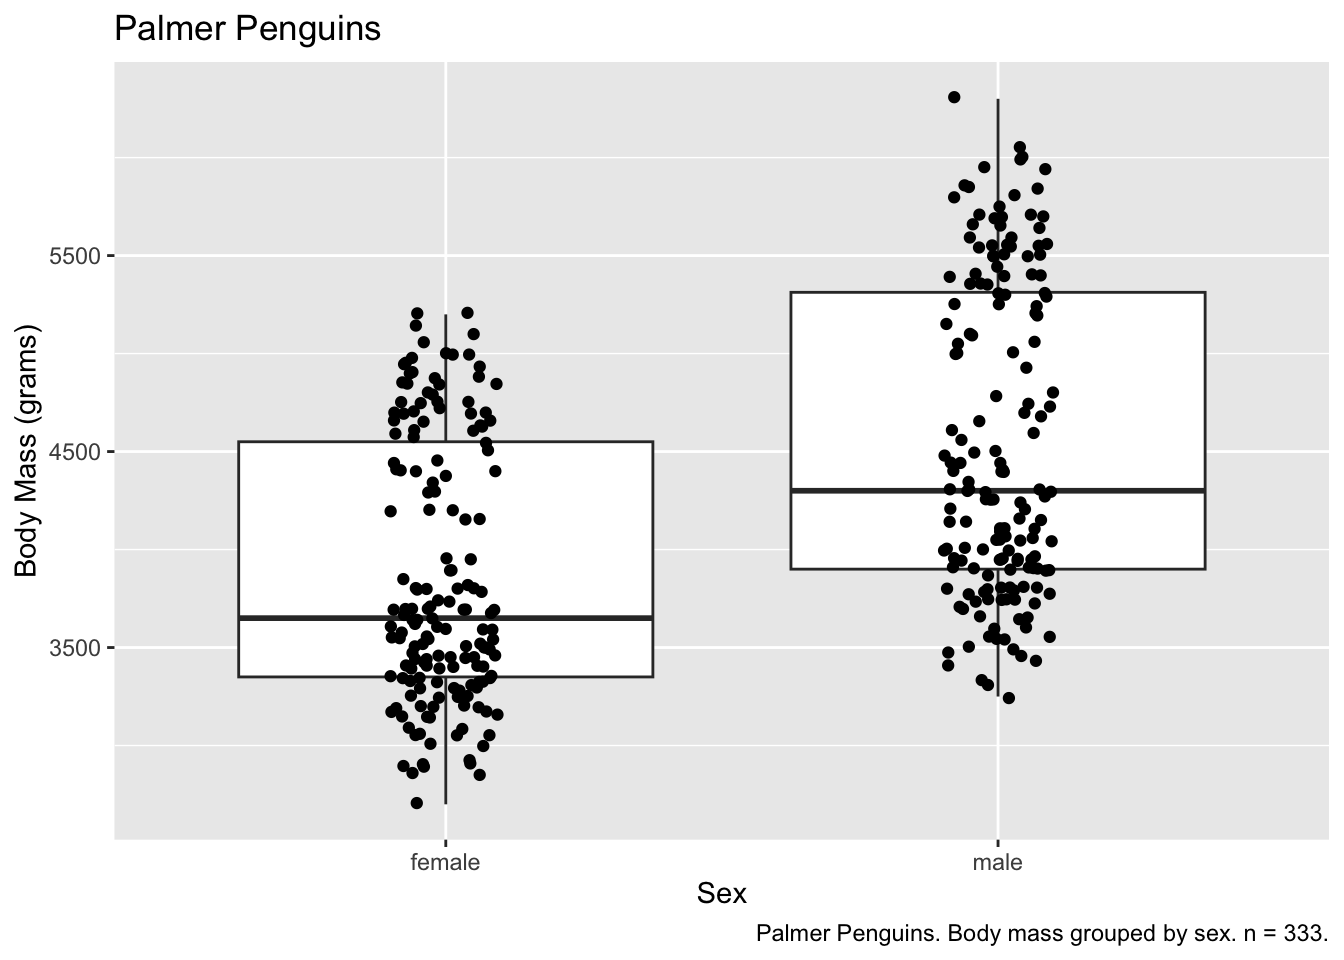 Palmer Penguins
Body Mass (grams)
5500
4500
3500
female
male
Sex
Palmer Penguins. Body mass grouped by sex. n = 333.